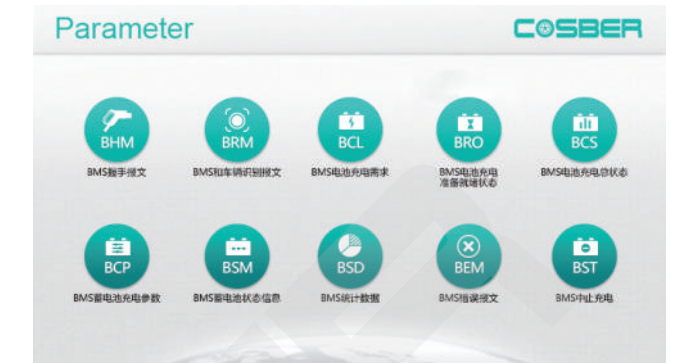 Parameter
COSBER
BHM
BRM
BCL
BRO
BCS
BMS握手报文
BMS和车辆识别报文
BMS电池充电需求
BMS电池充电
准备就绪状态
BMS电池充电总状态
BCP
BSM
BSD
BEM
BST
BMS蓄电池充电参数
BMS蓄电池状态信息
BMS统计数据
BMS错误报文
BMS中止充电